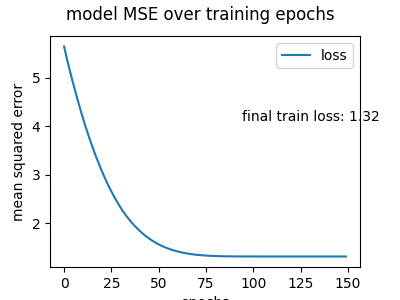 model MSE over training epochs
loss
final train loss: 1.32
mean squared error
5
4
3
2
0
25
50
75
100
125
150
epochs